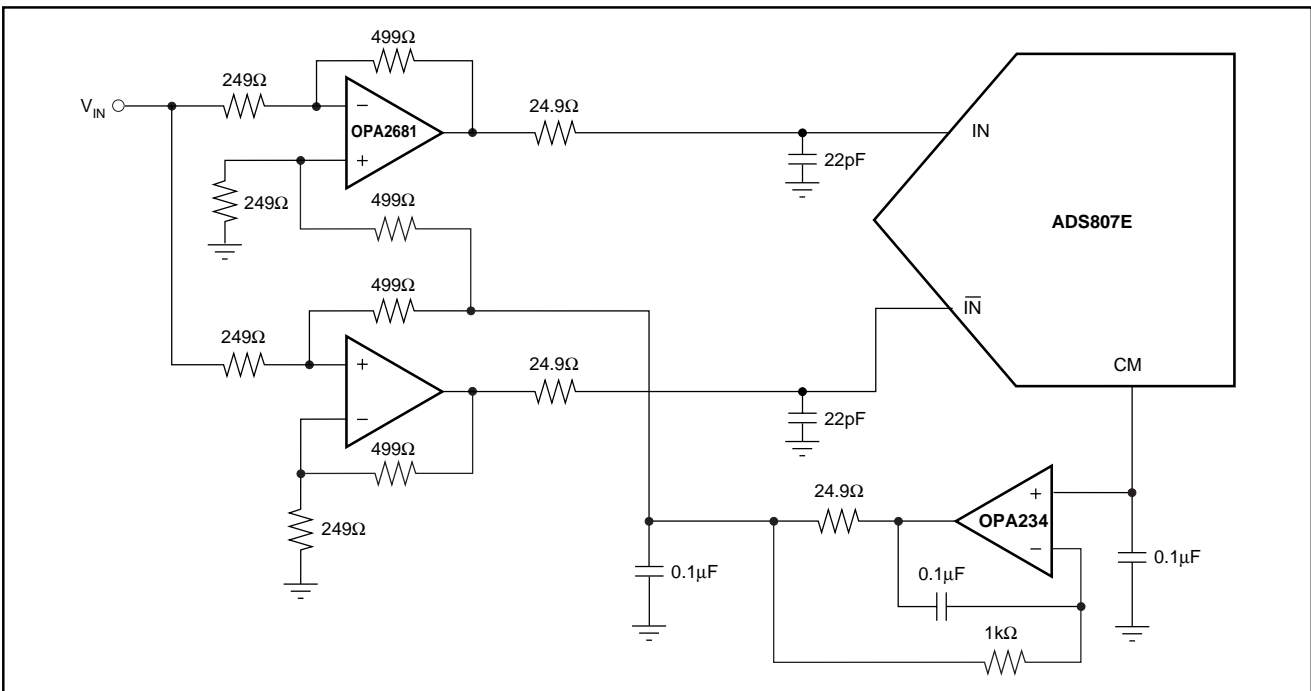 499Ω
249Ω
V_IN
−
OPA2681
+
24.9Ω
IN
22pF
249Ω
499Ω
ADS807E
499Ω
249Ω
+
−
24.9Ω
I̅N̅
CM
22pF
499Ω
249Ω
24.9Ω
+
OPA234
−
0.1µF
0.1µF
0.1µF
1kΩ